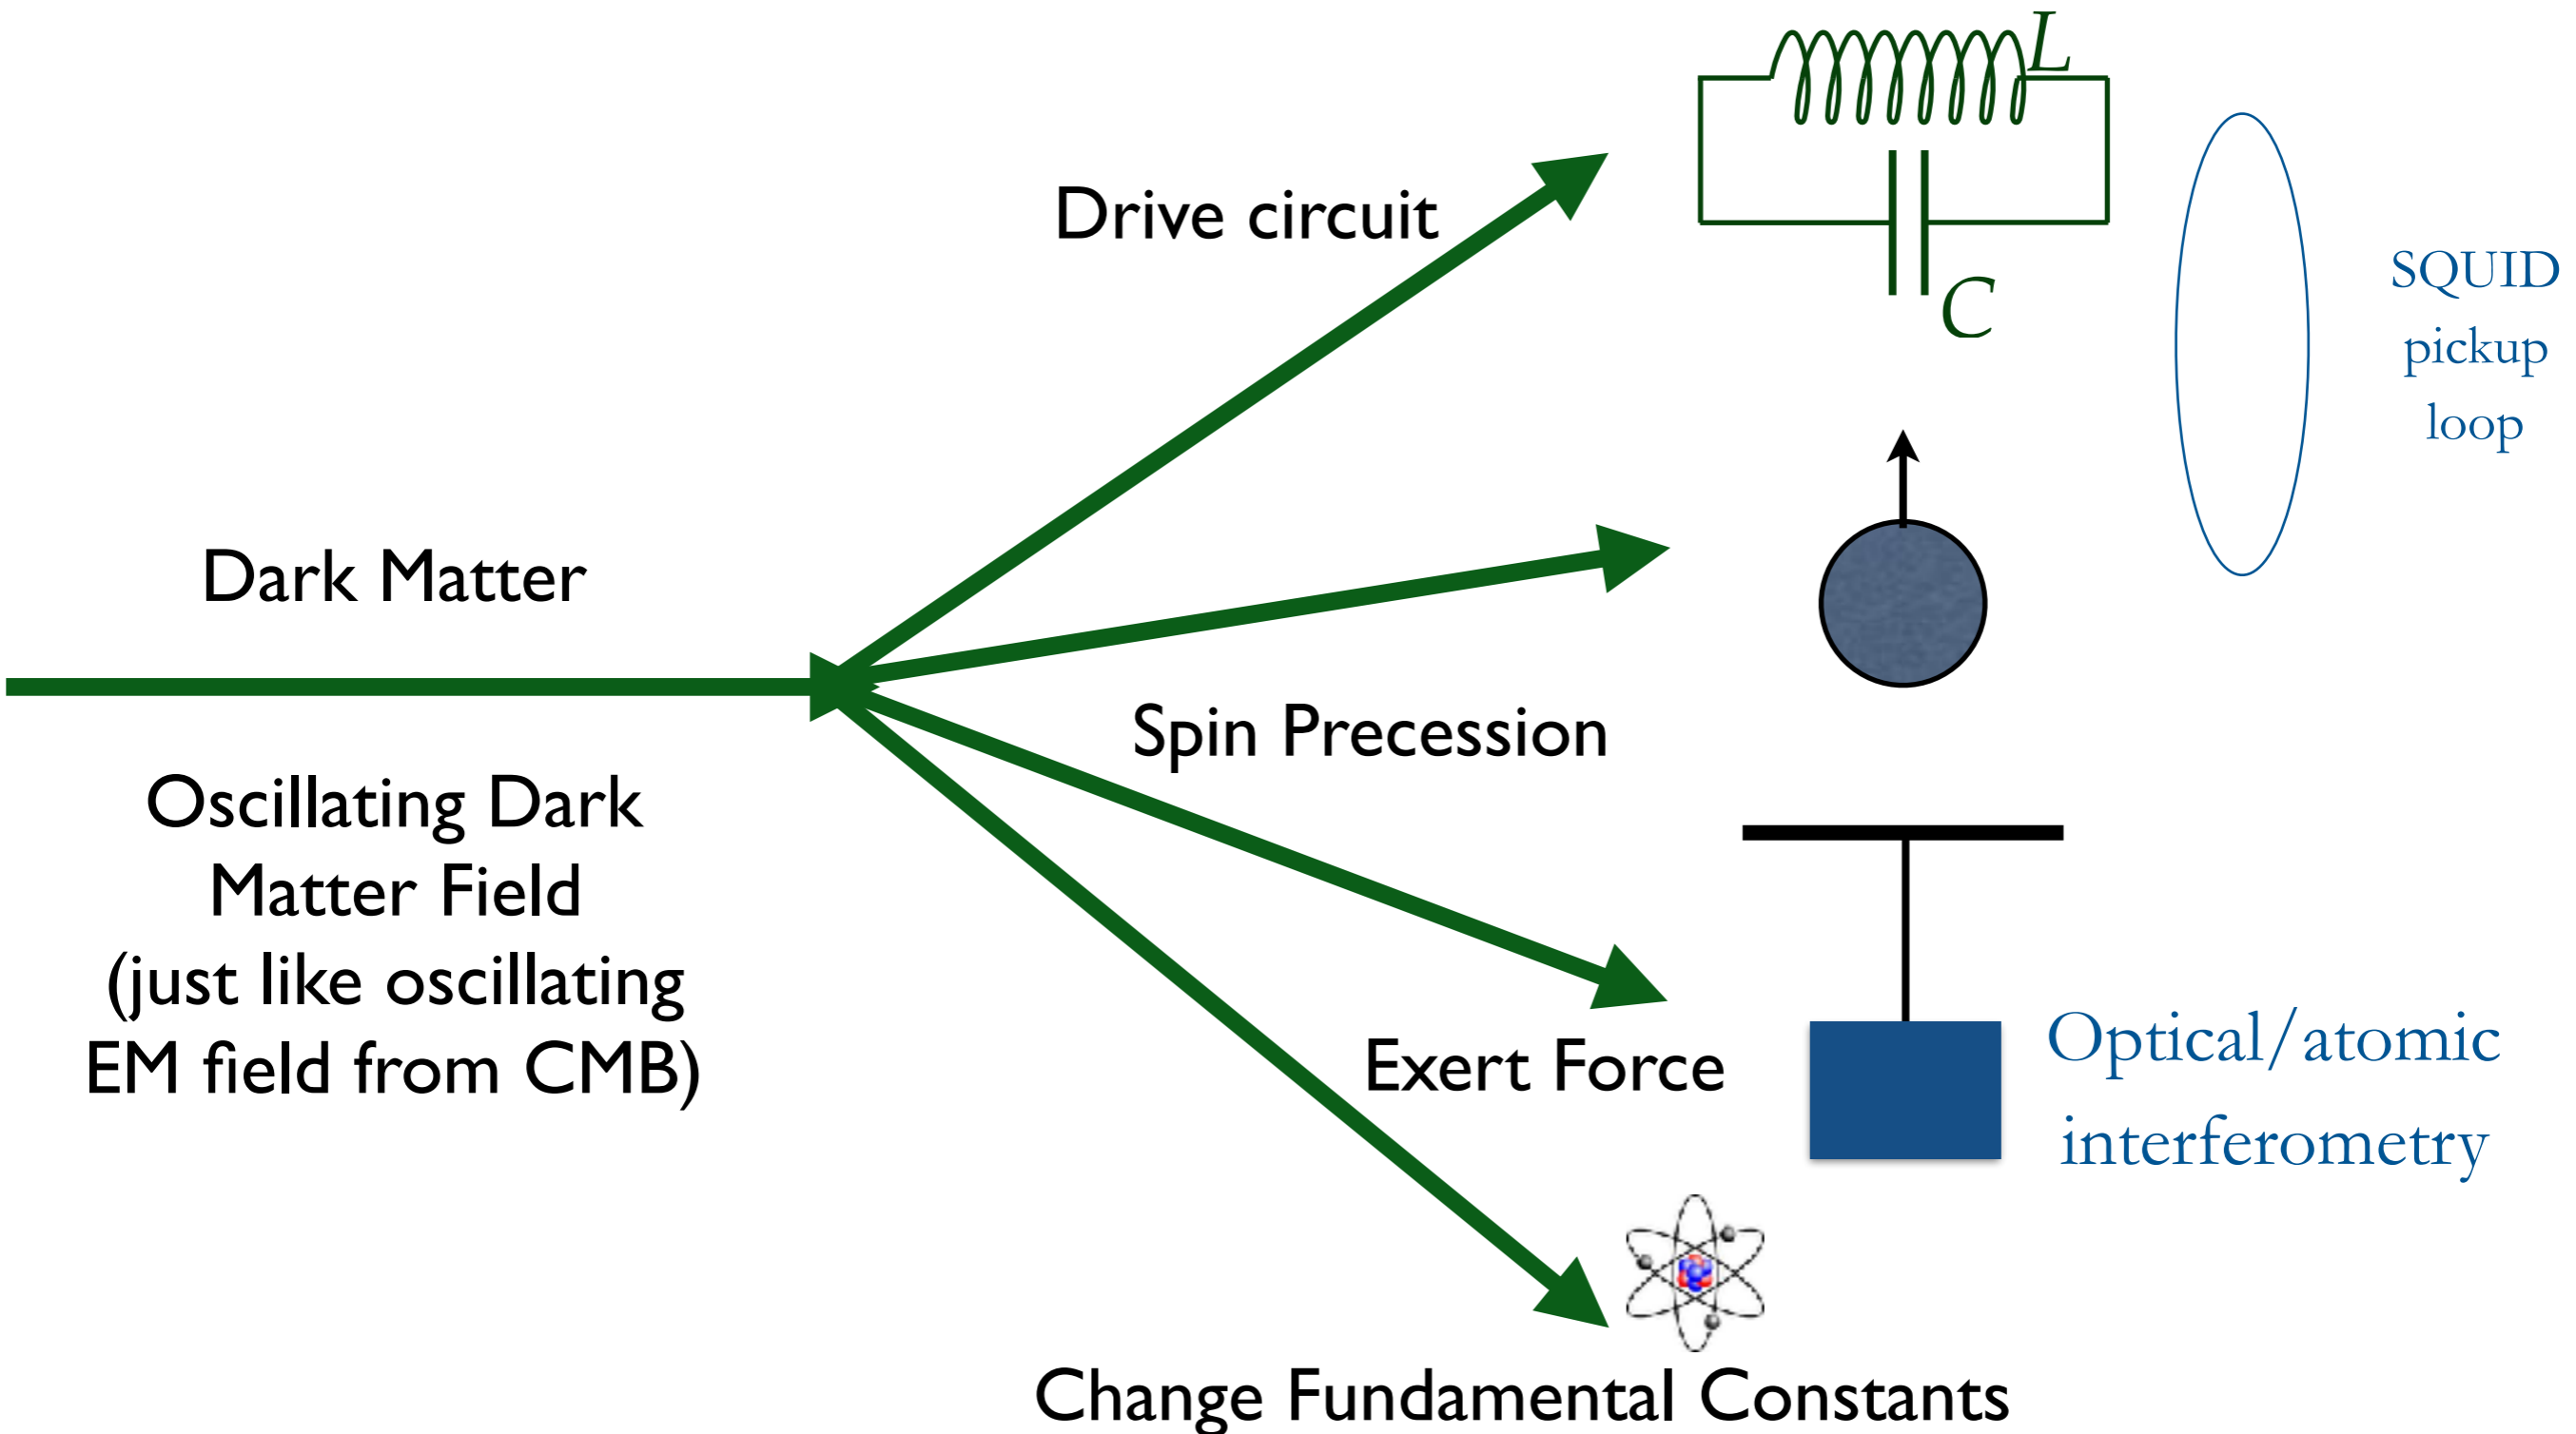 L
Drive circuit
C
SQUID
pickup
loop
Dark Matter
Spin Precession
Oscillating Dark
Matter Field
(just like oscillating
EM field from CMB)
Exert Force
Optical/atomic
interferometry
Change Fundamental Constants